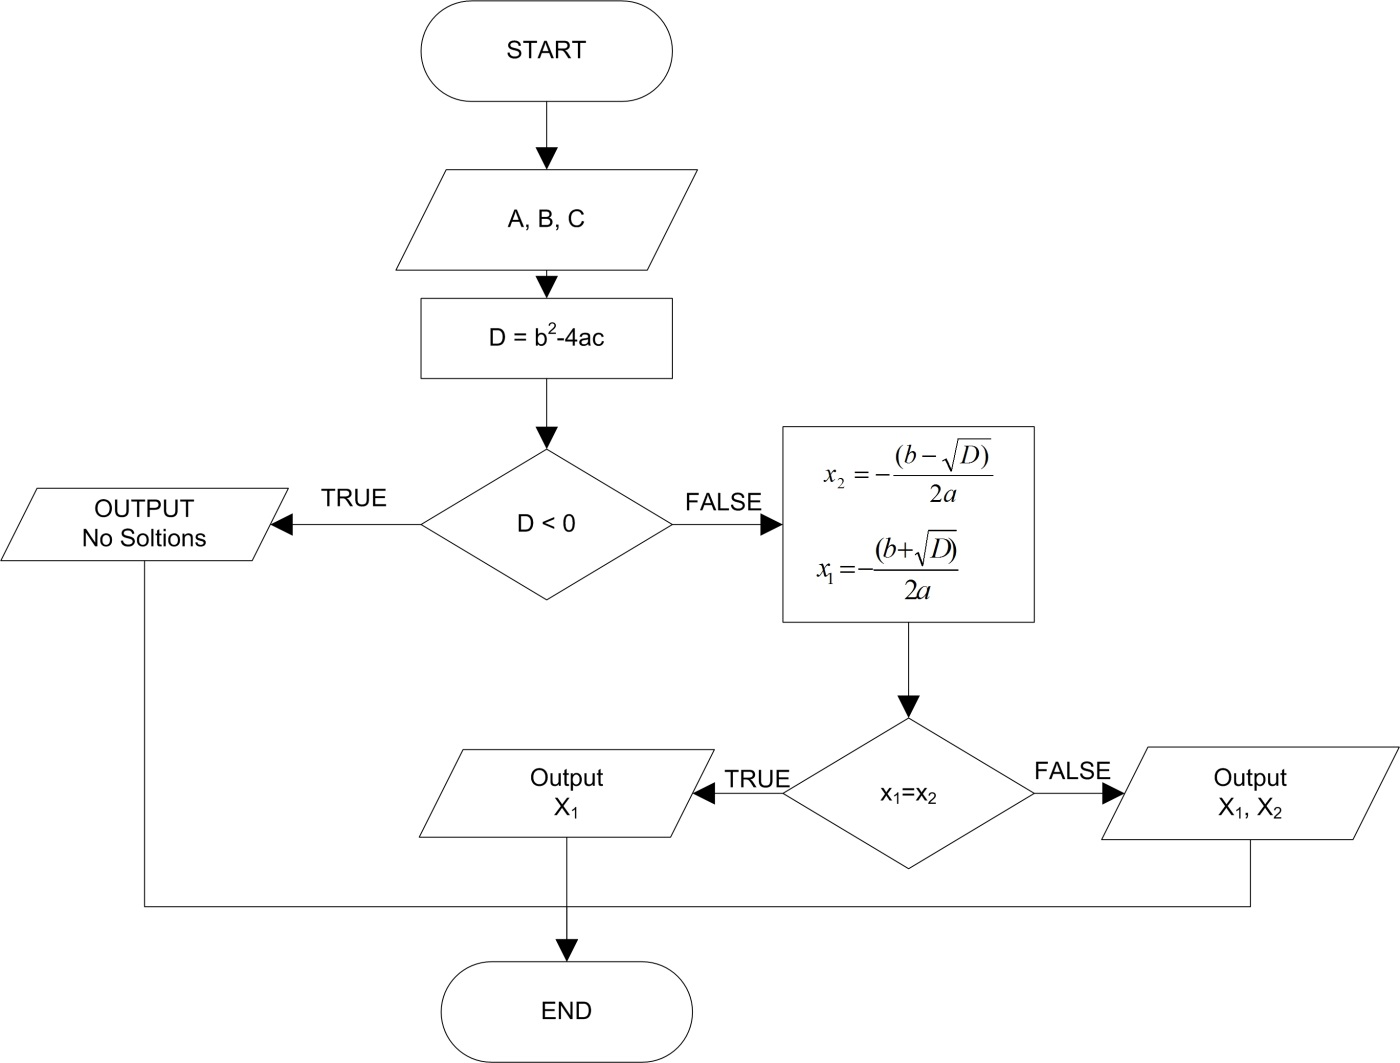 START
A, B, C
D = b²-4ac
D < 0
TRUE
OUTPUT
No Soltions
FALSE
x₂ = -(b - √D)/2a
x₁ = -(b+√D)/2a
x₁=x₂
TRUE
Output
X₁
FALSE
Output
X₁, X₂
END